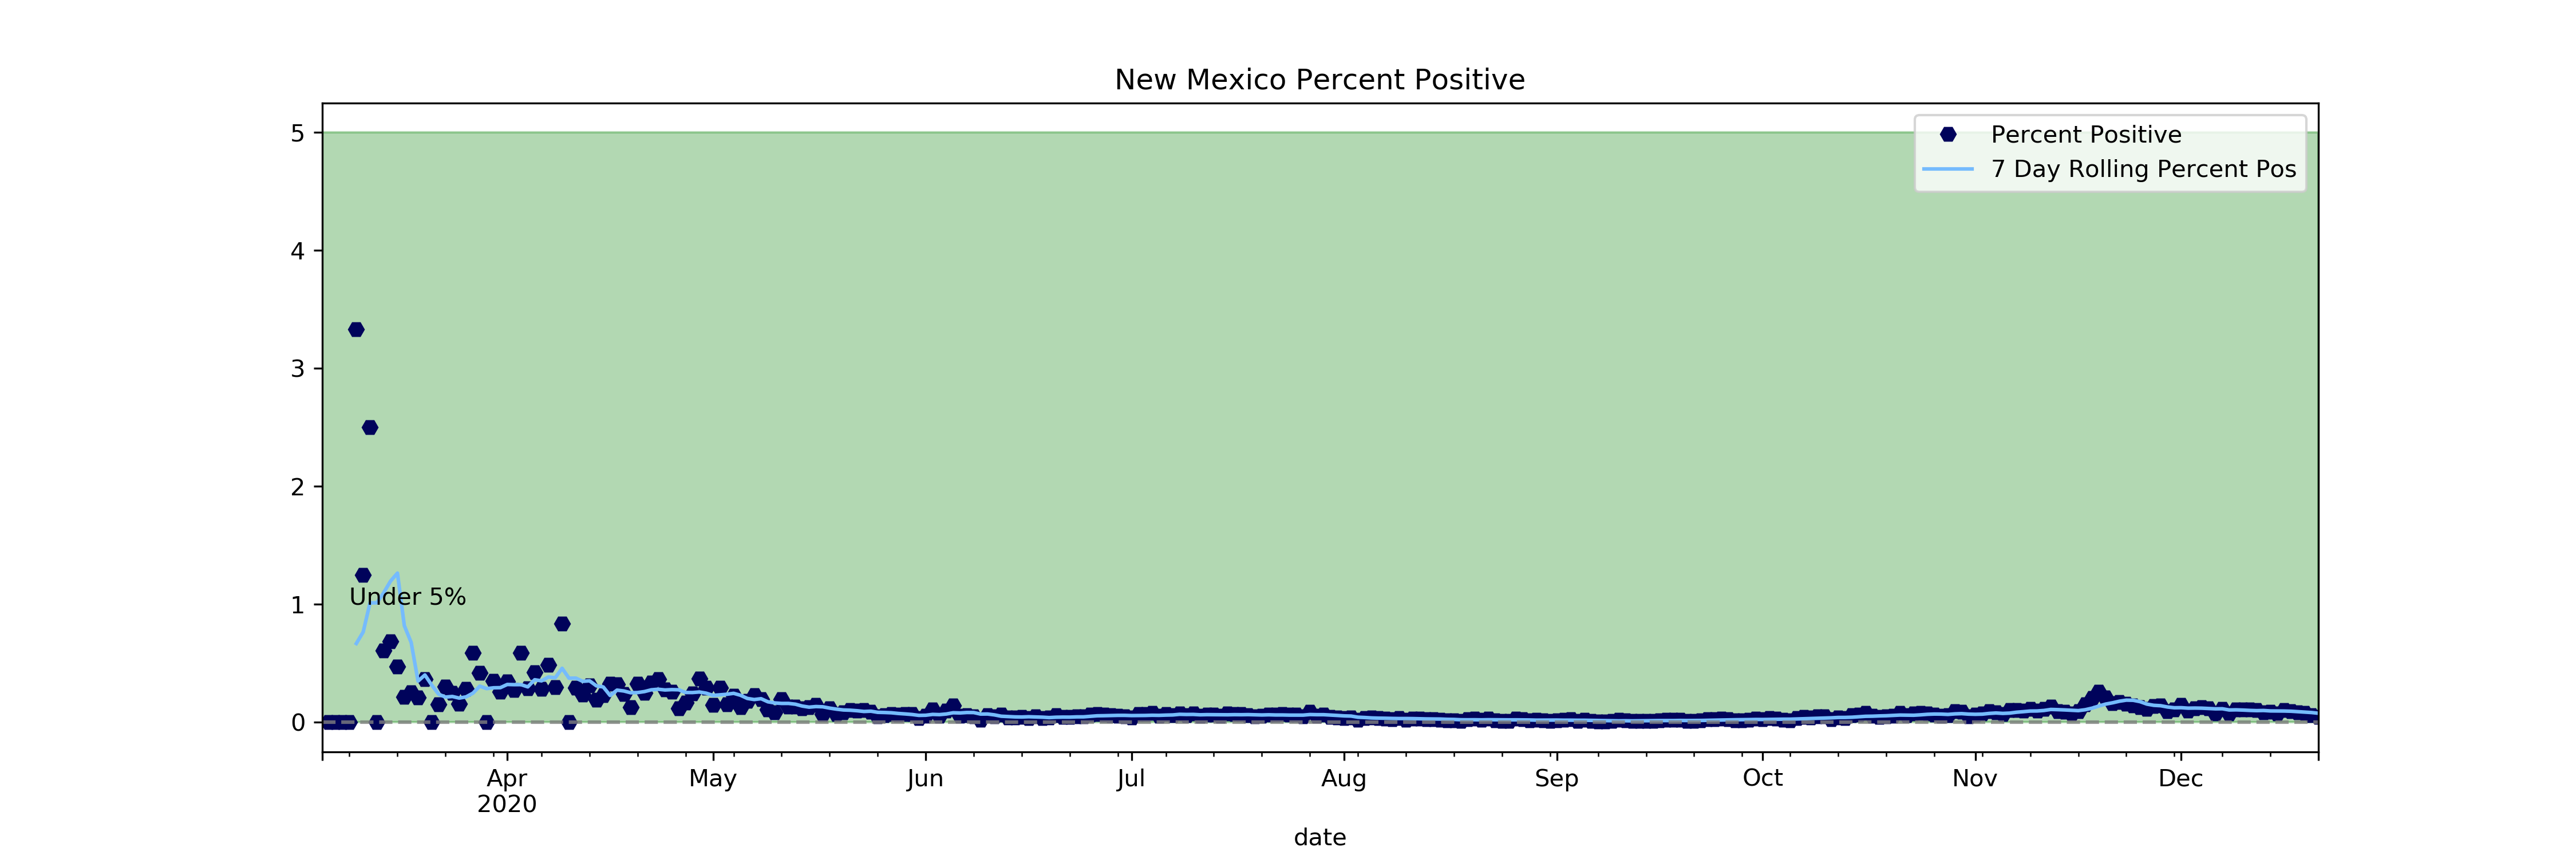 New Mexico Percent Positive
5
4
3
2
1
0
Percent Positive
7 Day Rolling Percent Pos
Under 5%
Apr May Jun Jul Aug Sep Oct Nov Dec
2020
date